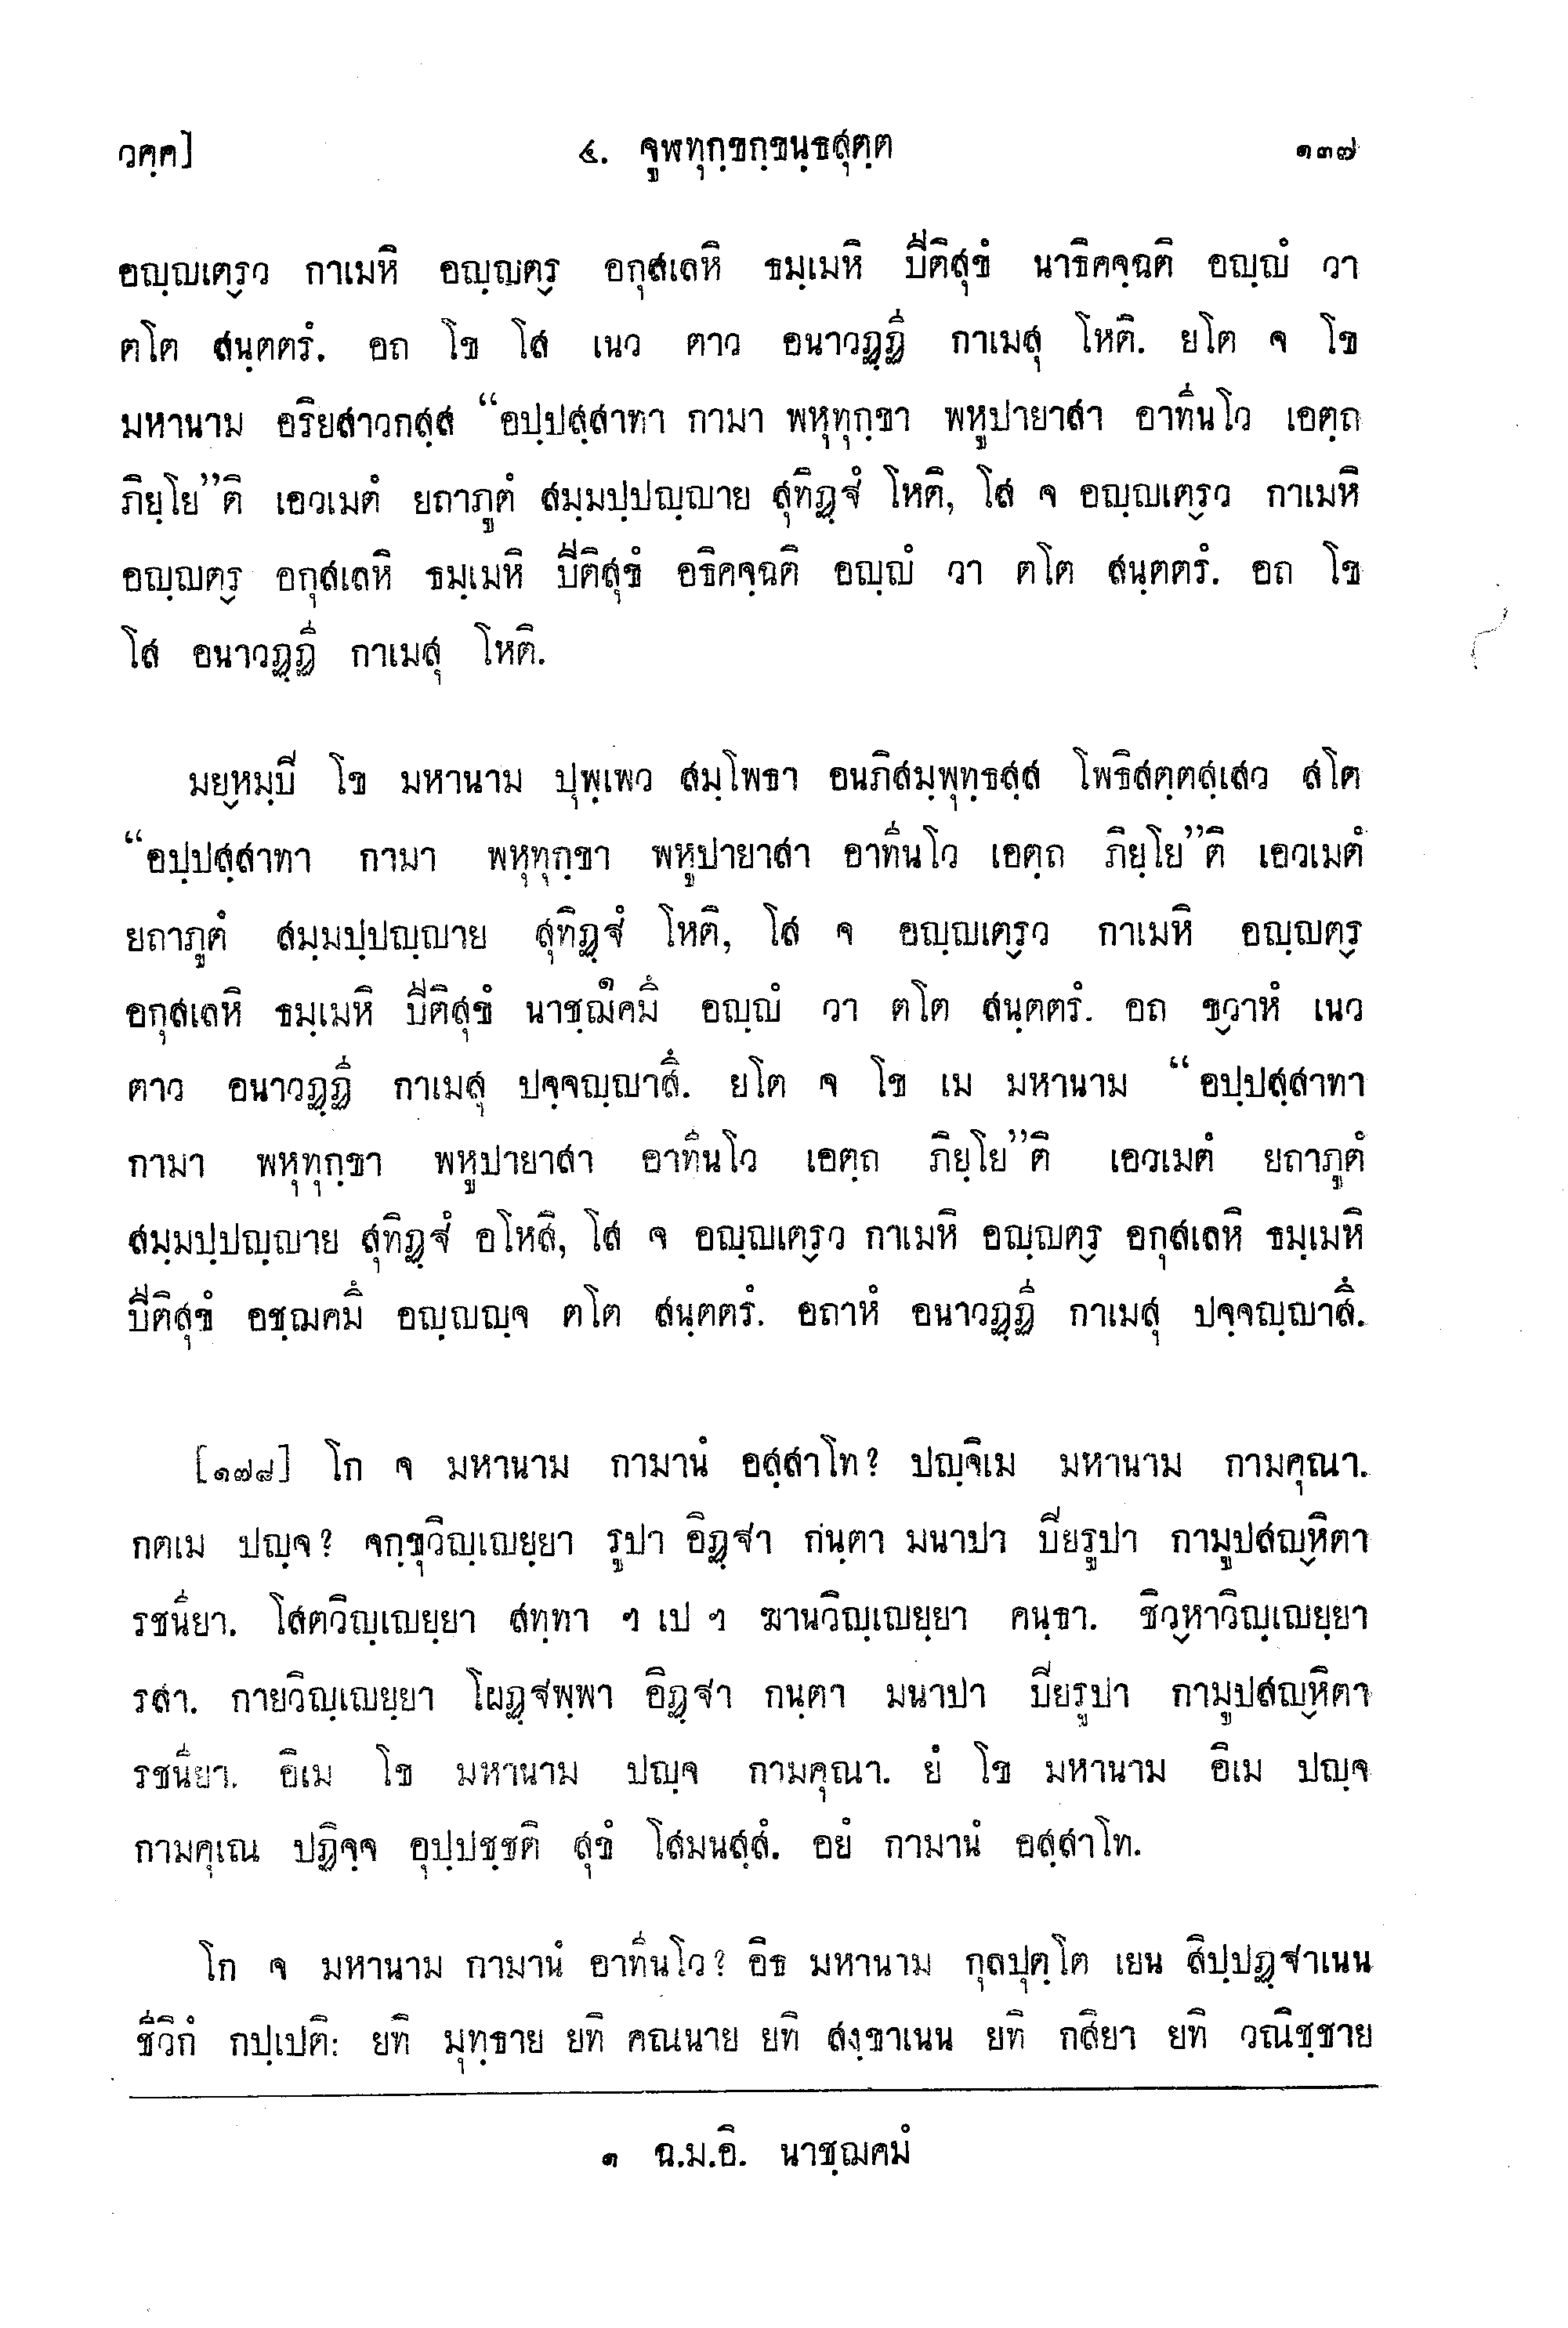 วคฺค]
๔. จูฬทุกฺขกฺขนฺธสุตฺต
๑๓๗
อญฺญเตฺรว กาเมหิ อญฺญตฺร อกุสเลหิ ธมฺเมหิ ปีติสุขํ นาธิคจฺฉติ อญฺญํ วา
ตโต สนฺตตรํ. อถ โข โส เนว ตาว อนาวฏฺฏี กาเมสุ โหติ. ยโต จ โข
มหานาม อริยสาวกสฺส “อปฺปสฺสาทา กามา พหุทุกฺขา พหูปายาสา อาทีนโว เอตฺถ
ภิยฺโย”ติ เอวเมตํ ยถาภูตํ สมฺมปฺปญฺญาย สุทิฏฺฐํ โหติ, โส จ อญฺญเตฺรว กาเมหิ
อญฺญตฺร อกุสเลหิ ธมฺเมหิ ปีติสุขํ อธิคจฺฉติ อญฺญํ วา ตโต สนฺตตรํ. อถ โข
โส อนาวฏฺฏี กาเมสุ โหติ.
มยฺหมฺปิ โข มหานาม ปุพฺเพว สมฺโพธา อนภิสมฺพุทฺธสฺส โพธิสตฺตสฺเสว สโต
“อปฺปสฺสาทา กามา พหุทุกฺขา พหูปายาสา อาทีนโว เอตฺถ ภิยฺโย”ติ เอวเมตํ
ยถาภูตํ สมฺมปฺปญฺญาย สุทิฏฺฐํ โหติ, โส จ อญฺญเตฺรว กาเมหิ อญฺญตฺร
อกุสเลหิ ธมฺเมหิ ปีติสุขํ นาชฺฌ๑คมึ อญฺญํ วา ตโต สนฺตตรํ. อถ ขฺวาหํ เนว
ตาว อนาวฏฺฏี กาเมสุ ปจฺจญฺญาสึ. ยโต จ โข เม มหานาม “อปฺปสฺสาทา
กามา พหุทุกฺขา พหูปายาสา อาทีนโว เอตฺถ ภิยฺโย”ติ เอวเมตํ ยถาภูตํ
สมฺมปฺปญฺญาย สุทิฏฺฐํ อโหสิ, โส จ อญฺญเตฺรว กาเมหิ อญฺญตฺร อกุสเลหิ ธมฺเมหิ
ปีติสุขํ อชฺฌคมึ อญฺญญฺจ ตโต สนฺตตรํ. อถาหํ อนาวฏฺฏี กาเมสุ ปจฺจญฺญาสึ.
[๑๗๘] โก จ มหานาม กามานํ อสฺสาโท? ปญฺจิเม มหานาม กามคุณา.
กตเม ปญฺจ? จกฺขุวิญฺเญยฺยา รูปา อิฏฺฐา กนฺตา มนาปา ปิยรูปา กามูปสญฺหิตา
รชนียา. โสตวิญฺเญยฺยา สทฺทา ฯ เป ฯ ฆานวิญฺเญยฺยา คนฺธา. ชิวฺหาวิญฺเญยฺยา
รสา. กายวิญฺเญยฺยา โผฏฺฐพฺพา อิฏฺฐา กนฺตา มนาปา ปิยรูปา กามูปสญฺหิตา
รชนียา. อิเม โข มหานาม ปญฺจ กามคุณา. ยํ โข มหานาม อิเม ปญฺจ
กามคุเณ ปฏิจฺจ อุปฺปชฺชติ สุขํ โสมนสฺสํ. อยํ กามานํ อสฺสาโท.
โก จ มหานาม กามานํ อาทีนโว? อิธ มหานาม กุลปุตฺโต เยน สิปฺปฏฺฐาเนน
ชีวิกํ กปฺเปติ: ยทิ มุทฺธาย ยทิ คณนาย ยทิ สงฺขาเนน ยทิ กสิยา ยทิ วณิชฺชาย
๑ ฉ.ม.อิ. นาชฺฌคมํ